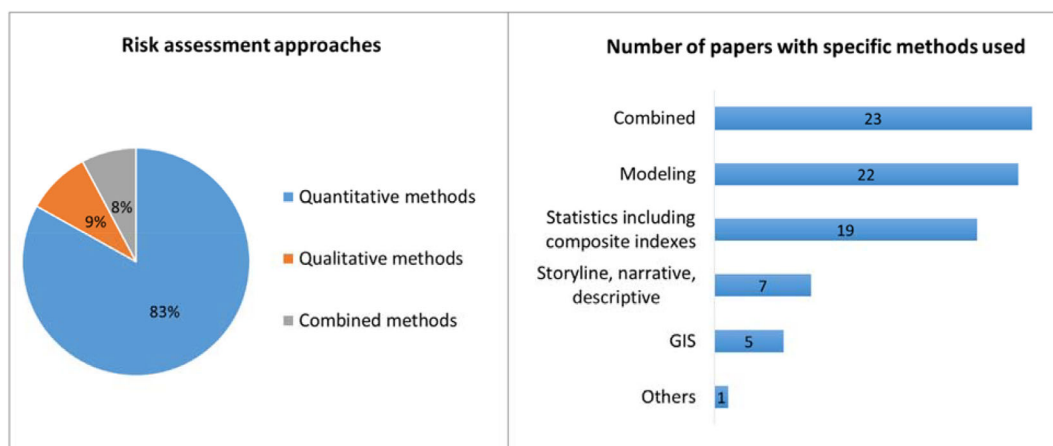 Risk assessment approaches
9%
8%
83%
Quantitative methods
Qualitative methods
Combined methods
Number of papers with specific methods used
Combined
23
Modeling
22
Statistics including
composite indexes
19
Storyline, narrative,
descriptive
7
GIS
5
Others
1